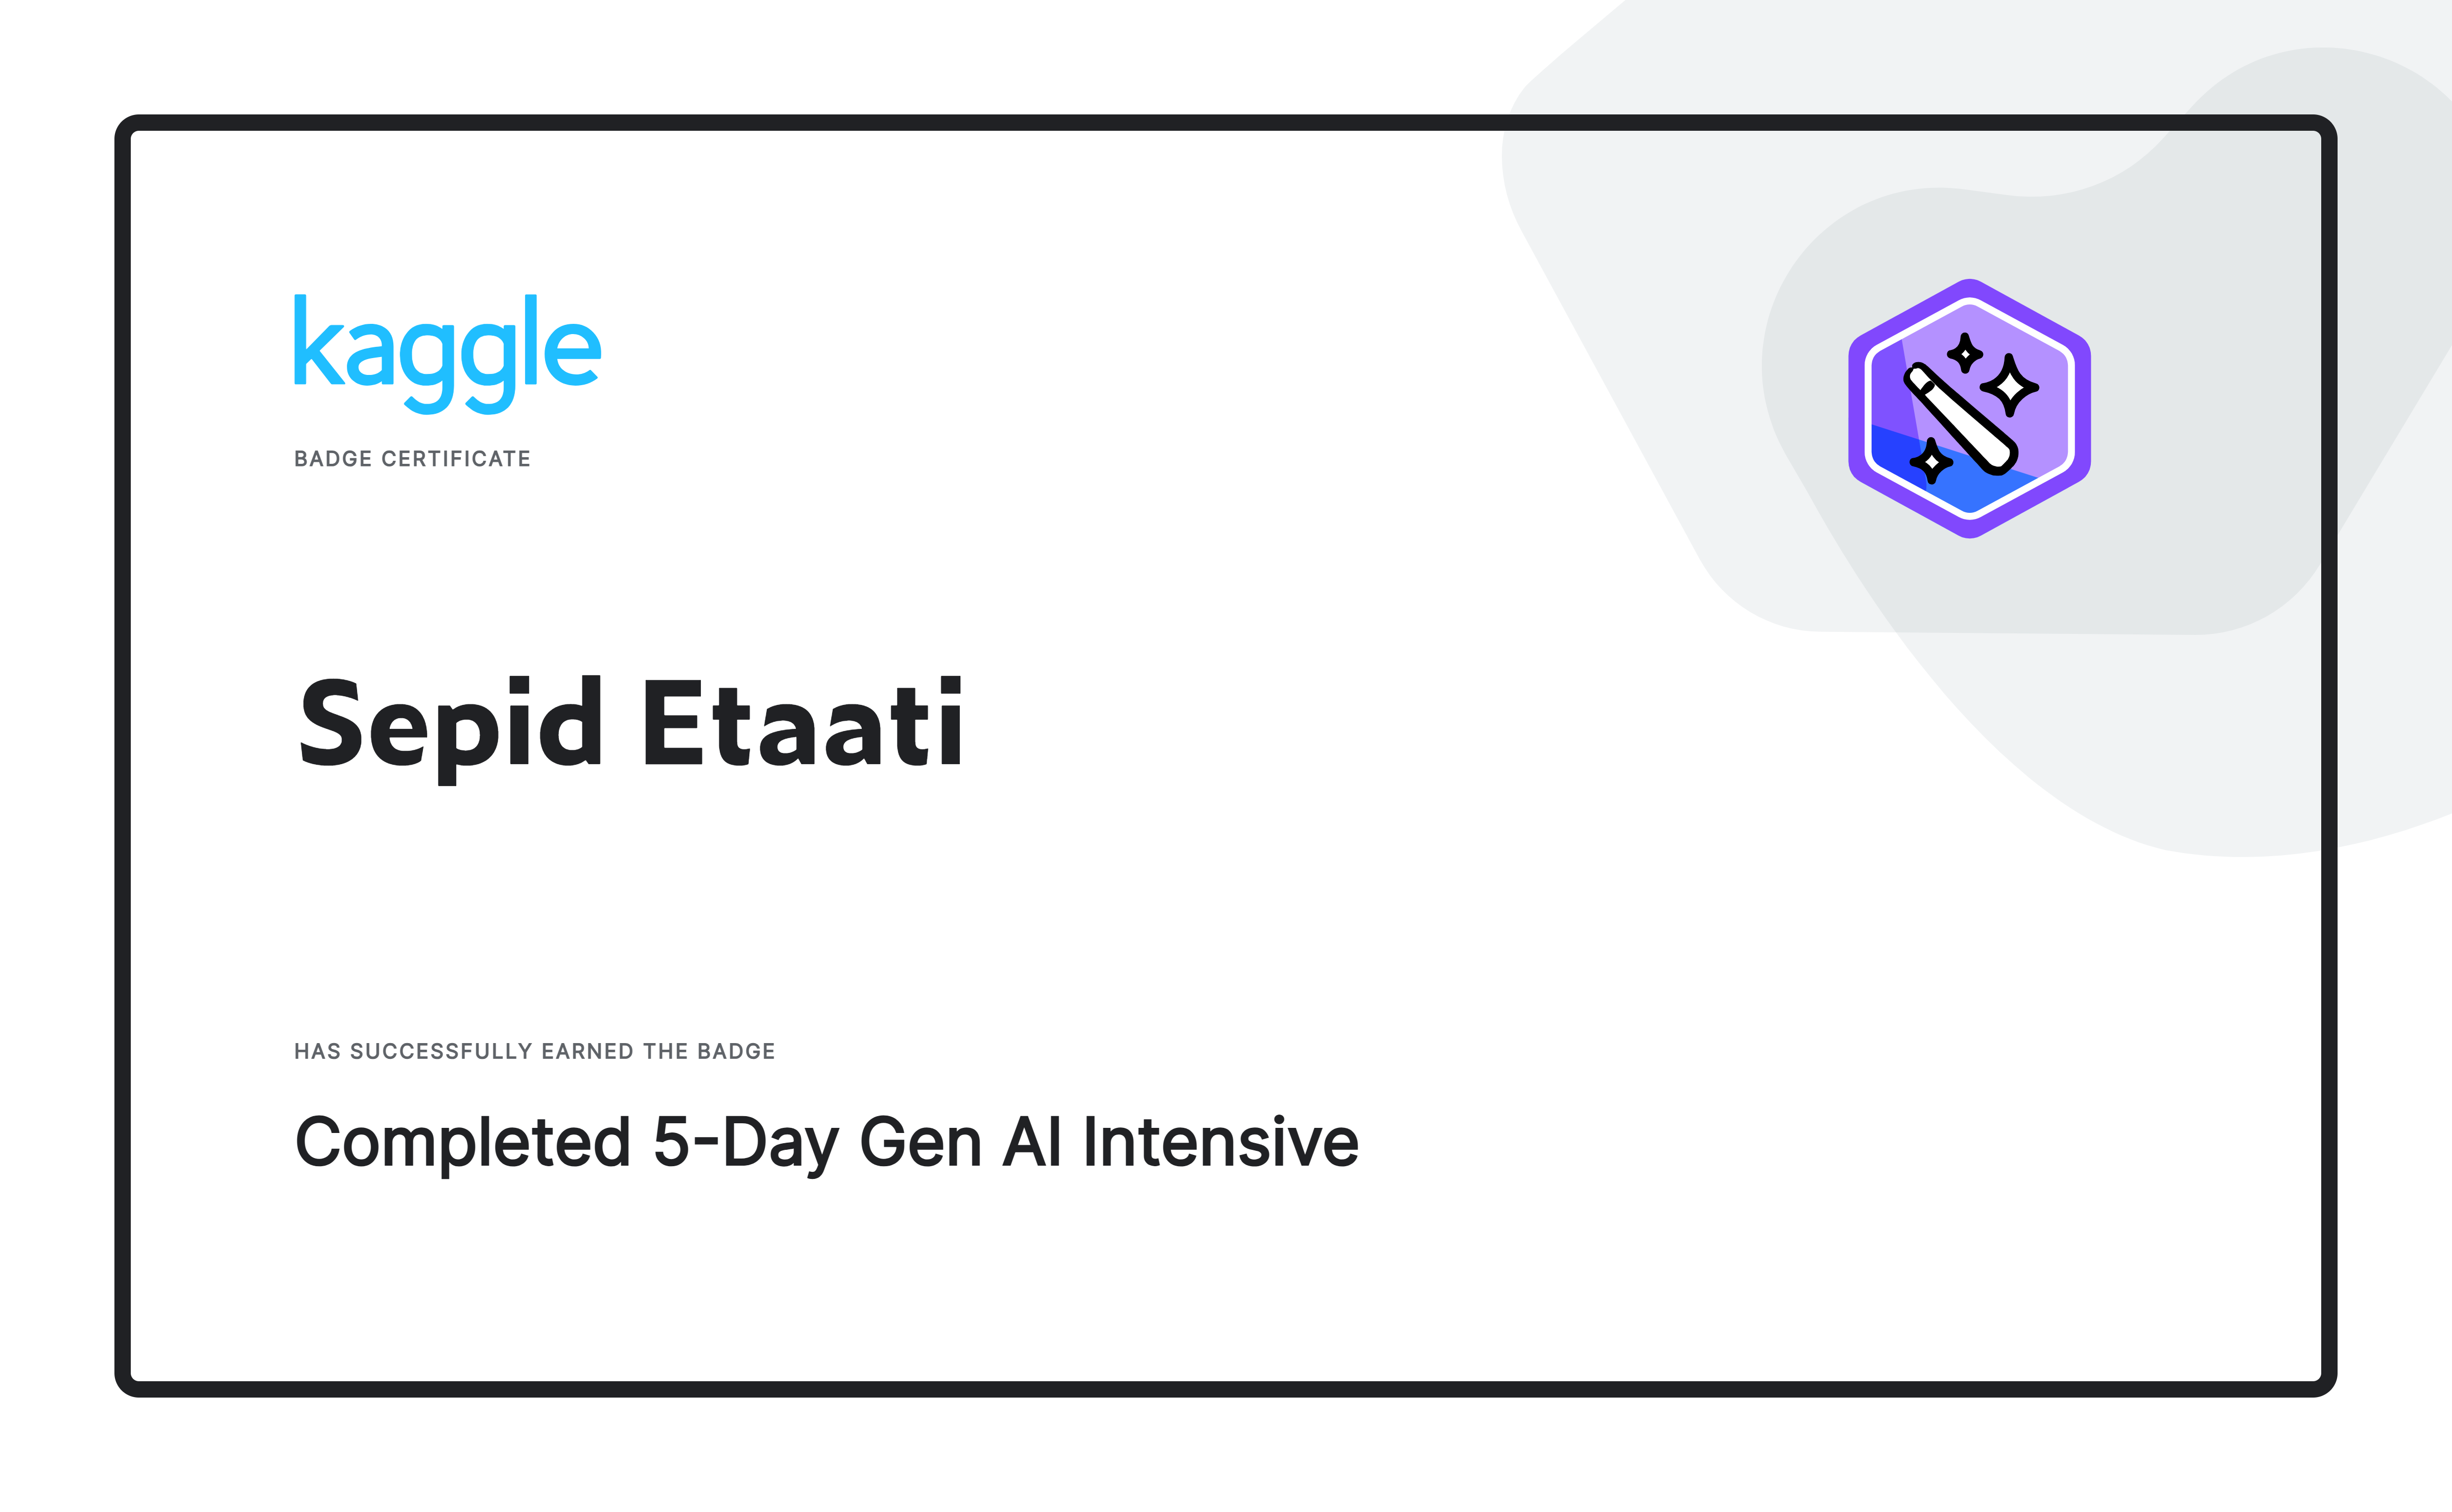 kaggle
BADGE CERTIFICATE
Sepid Etaati
HAS SUCCESSFULLY EARNED THE BADGE
Completed 5-Day Gen AI Intensive